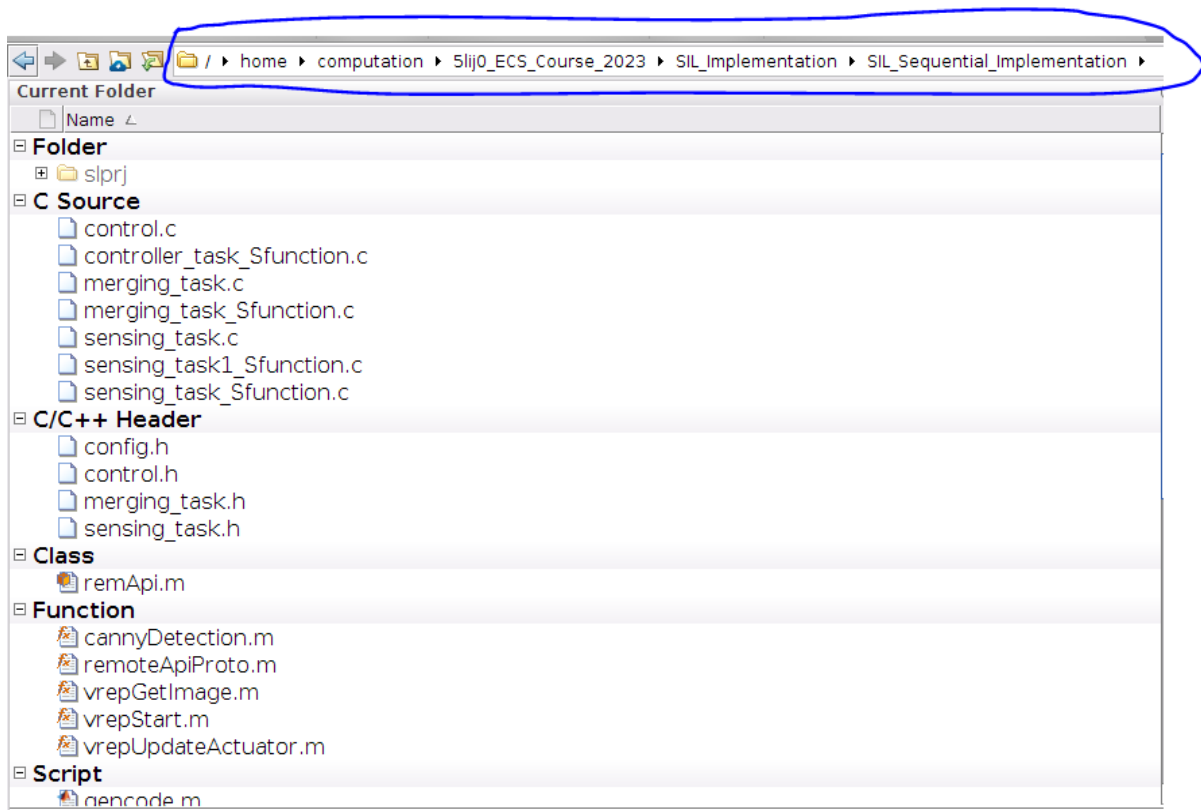 / home computation 5lij0_ECS_Course_2023 SIL_Implementation SIL_Sequential_Implementation
Current Folder
Name
Folder
slprj
C Source
control.c
controller_task_Sfunction.c
merging_task.c
merging_task_Sfunction.c
sensing_task.c
sensing_task1_Sfunction.c
sensing_task_Sfunction.c
C/C++ Header
config.h
control.h
merging_task.h
sensing_task.h
Class
remApi.m
Function
cannyDetection.m
remoteApiProto.m
vrepGetImage.m
vrepStart.m
vrepUpdateActuator.m
Script
gencode.m